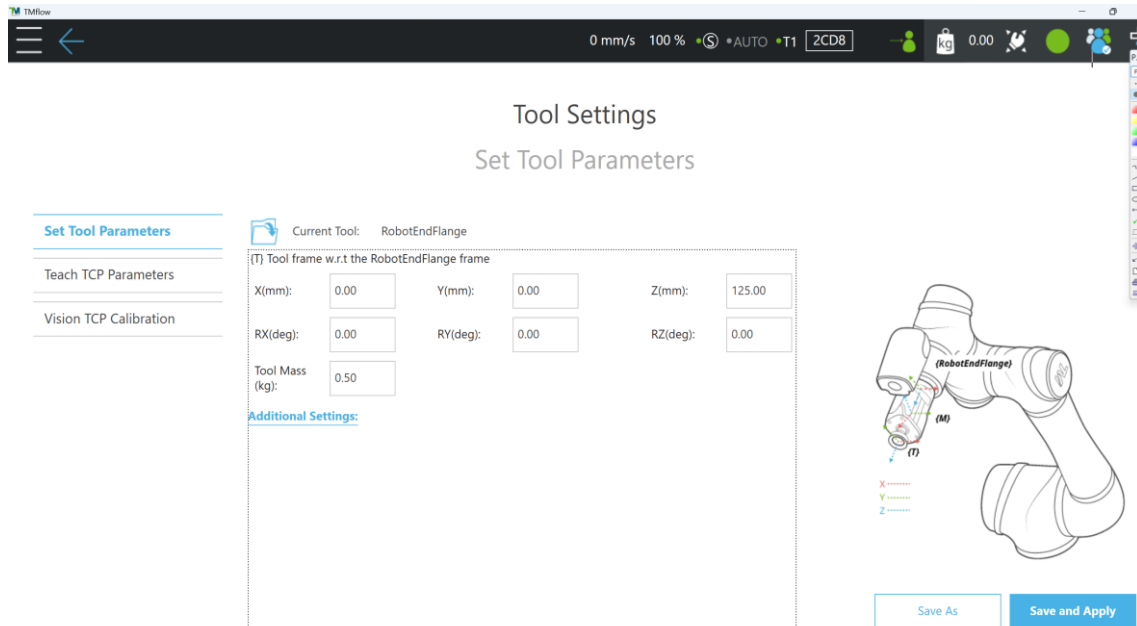 TMflow
0 mm/s 100 % S AUTO T1 2CD8 kg 0.00
Tool Settings
Set Tool Parameters
Set Tool Parameters
Teach TCP Parameters
Vision TCP Calibration
Current Tool: RobotEndFlange
{T} Tool frame w.r.t the RobotEndFlange frame
X(mm): 0.00 Y(mm): 0.00 Z(mm): 125.00
RX(deg): 0.00 RY(deg): 0.00 RZ(deg): 0.00
Tool Mass
(kg): 0.50
Additional Settings:
{RobotEndFlange}
{M}
{T}
X
Y
Z
Save As Save and Apply